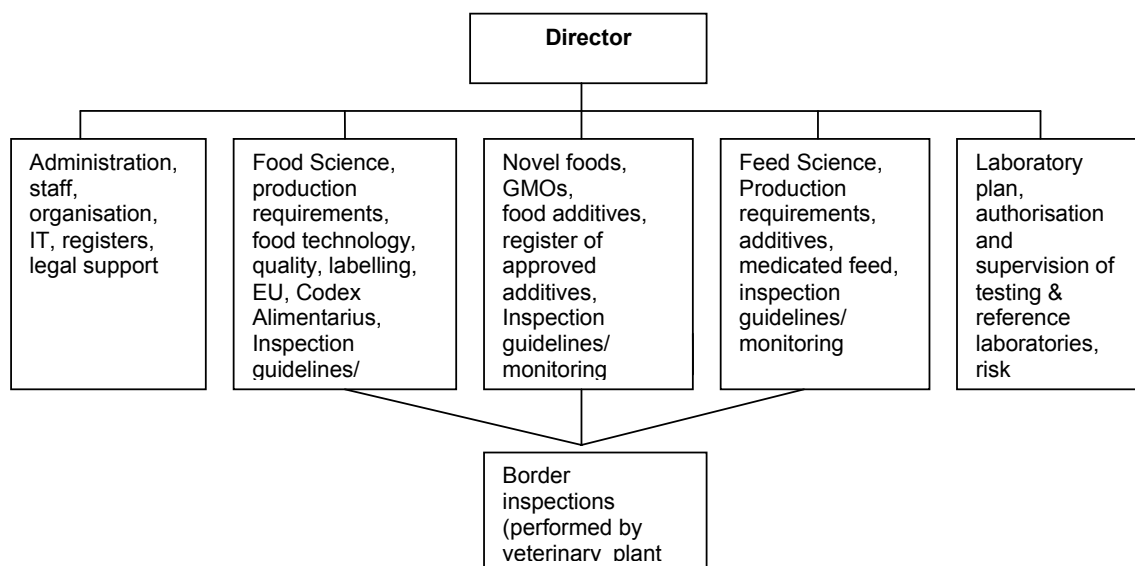 Director
Administration,
staff,
organisation,
IT, registers,
legal support
Food Science,
production
requirements,
food technology,
quality, labelling,
EU, Codex
Alimentarius,
Inspection
guidelines/
Novel foods,
GMOs,
food additives,
register of
approved
additives,
Inspection
guidelines/
monitoring
Feed Science,
Production
requirements,
additives,
medicated feed,
inspection
guidelines/
monitoring
Laboratory
plan,
authorisation
and
supervision of
testing &
reference
laboratories,
risk
Border
inspections
(performed by
veterinary plant